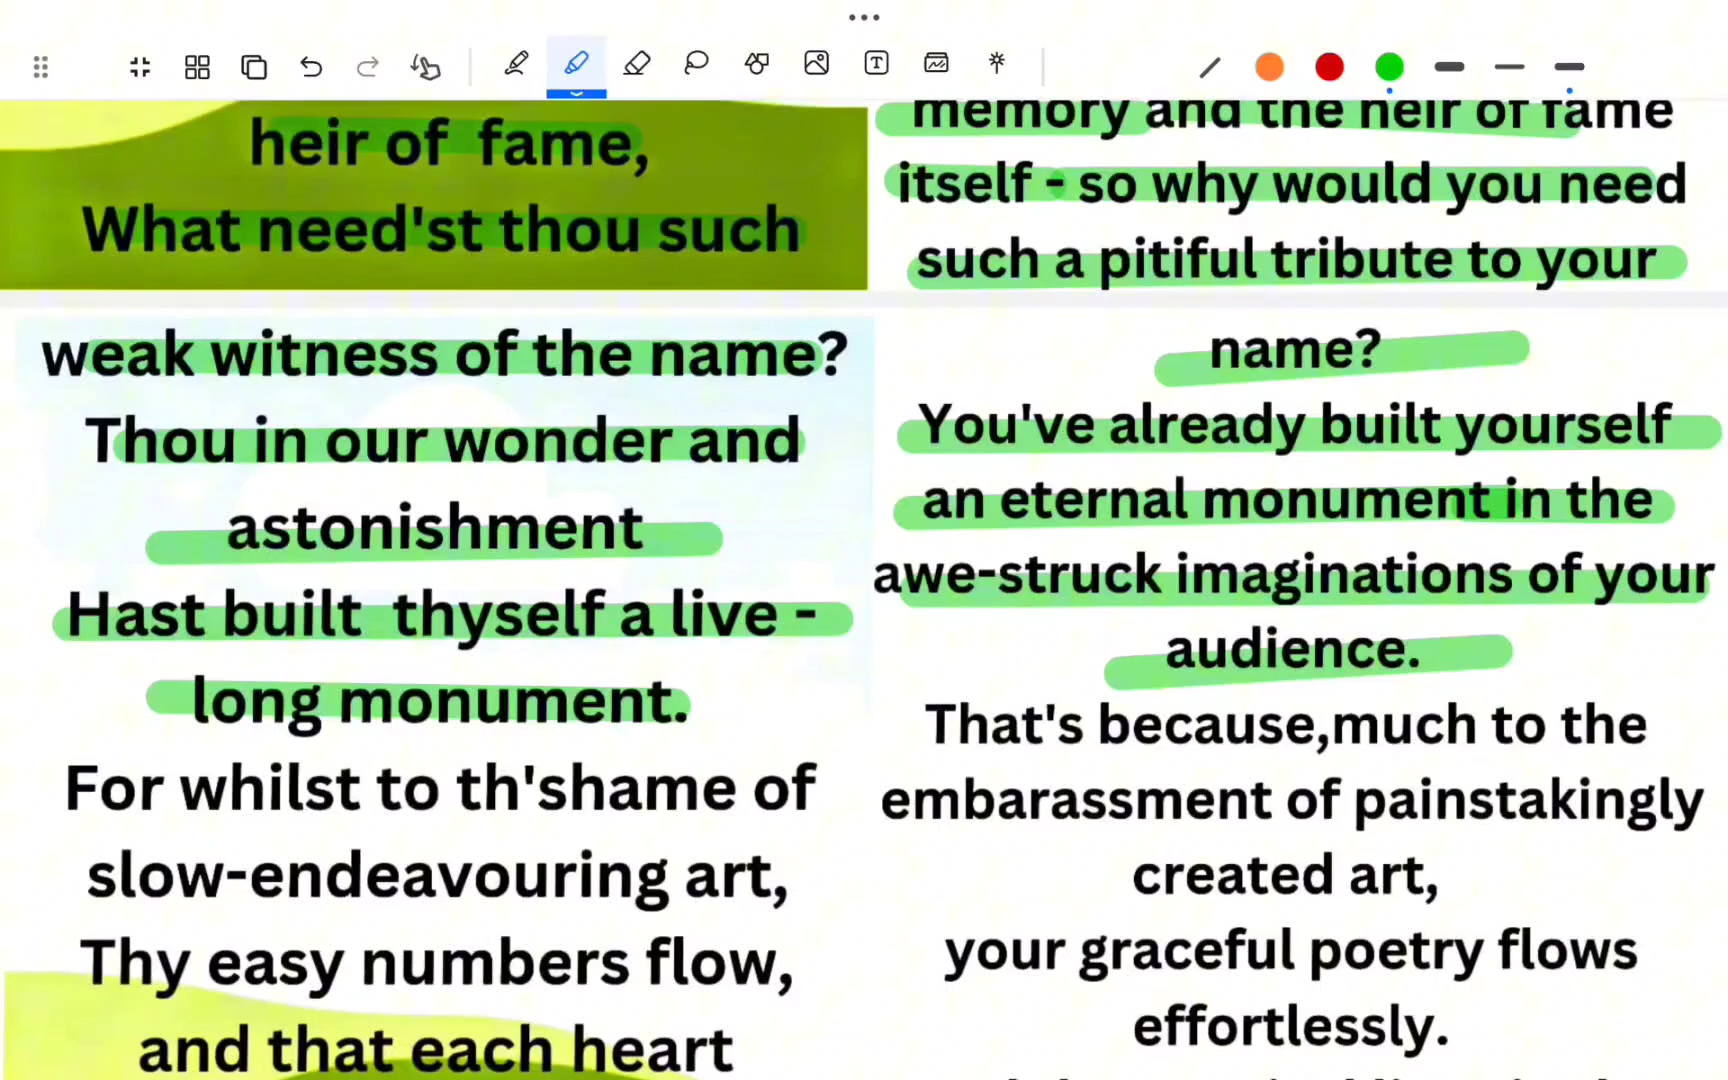 heir of  fame,
What need'st thou such
weak witness of the name?
Thou in our wonder and
astonishment
Hast built  thyself a live -
long monument.
For whilst to th'shame of
slow-endeavouring art,
Thy easy numbers flow,
and that each heart
memory and the heir of fame
itself - so why would you need
such a pitiful tribute to your
name?
You've already built yourself
an eternal monument in the
awe-struck imaginations of your
audience.
That's because,much to the
embarassment of painstakingly
created art,
your graceful poetry flows
effortlessly.